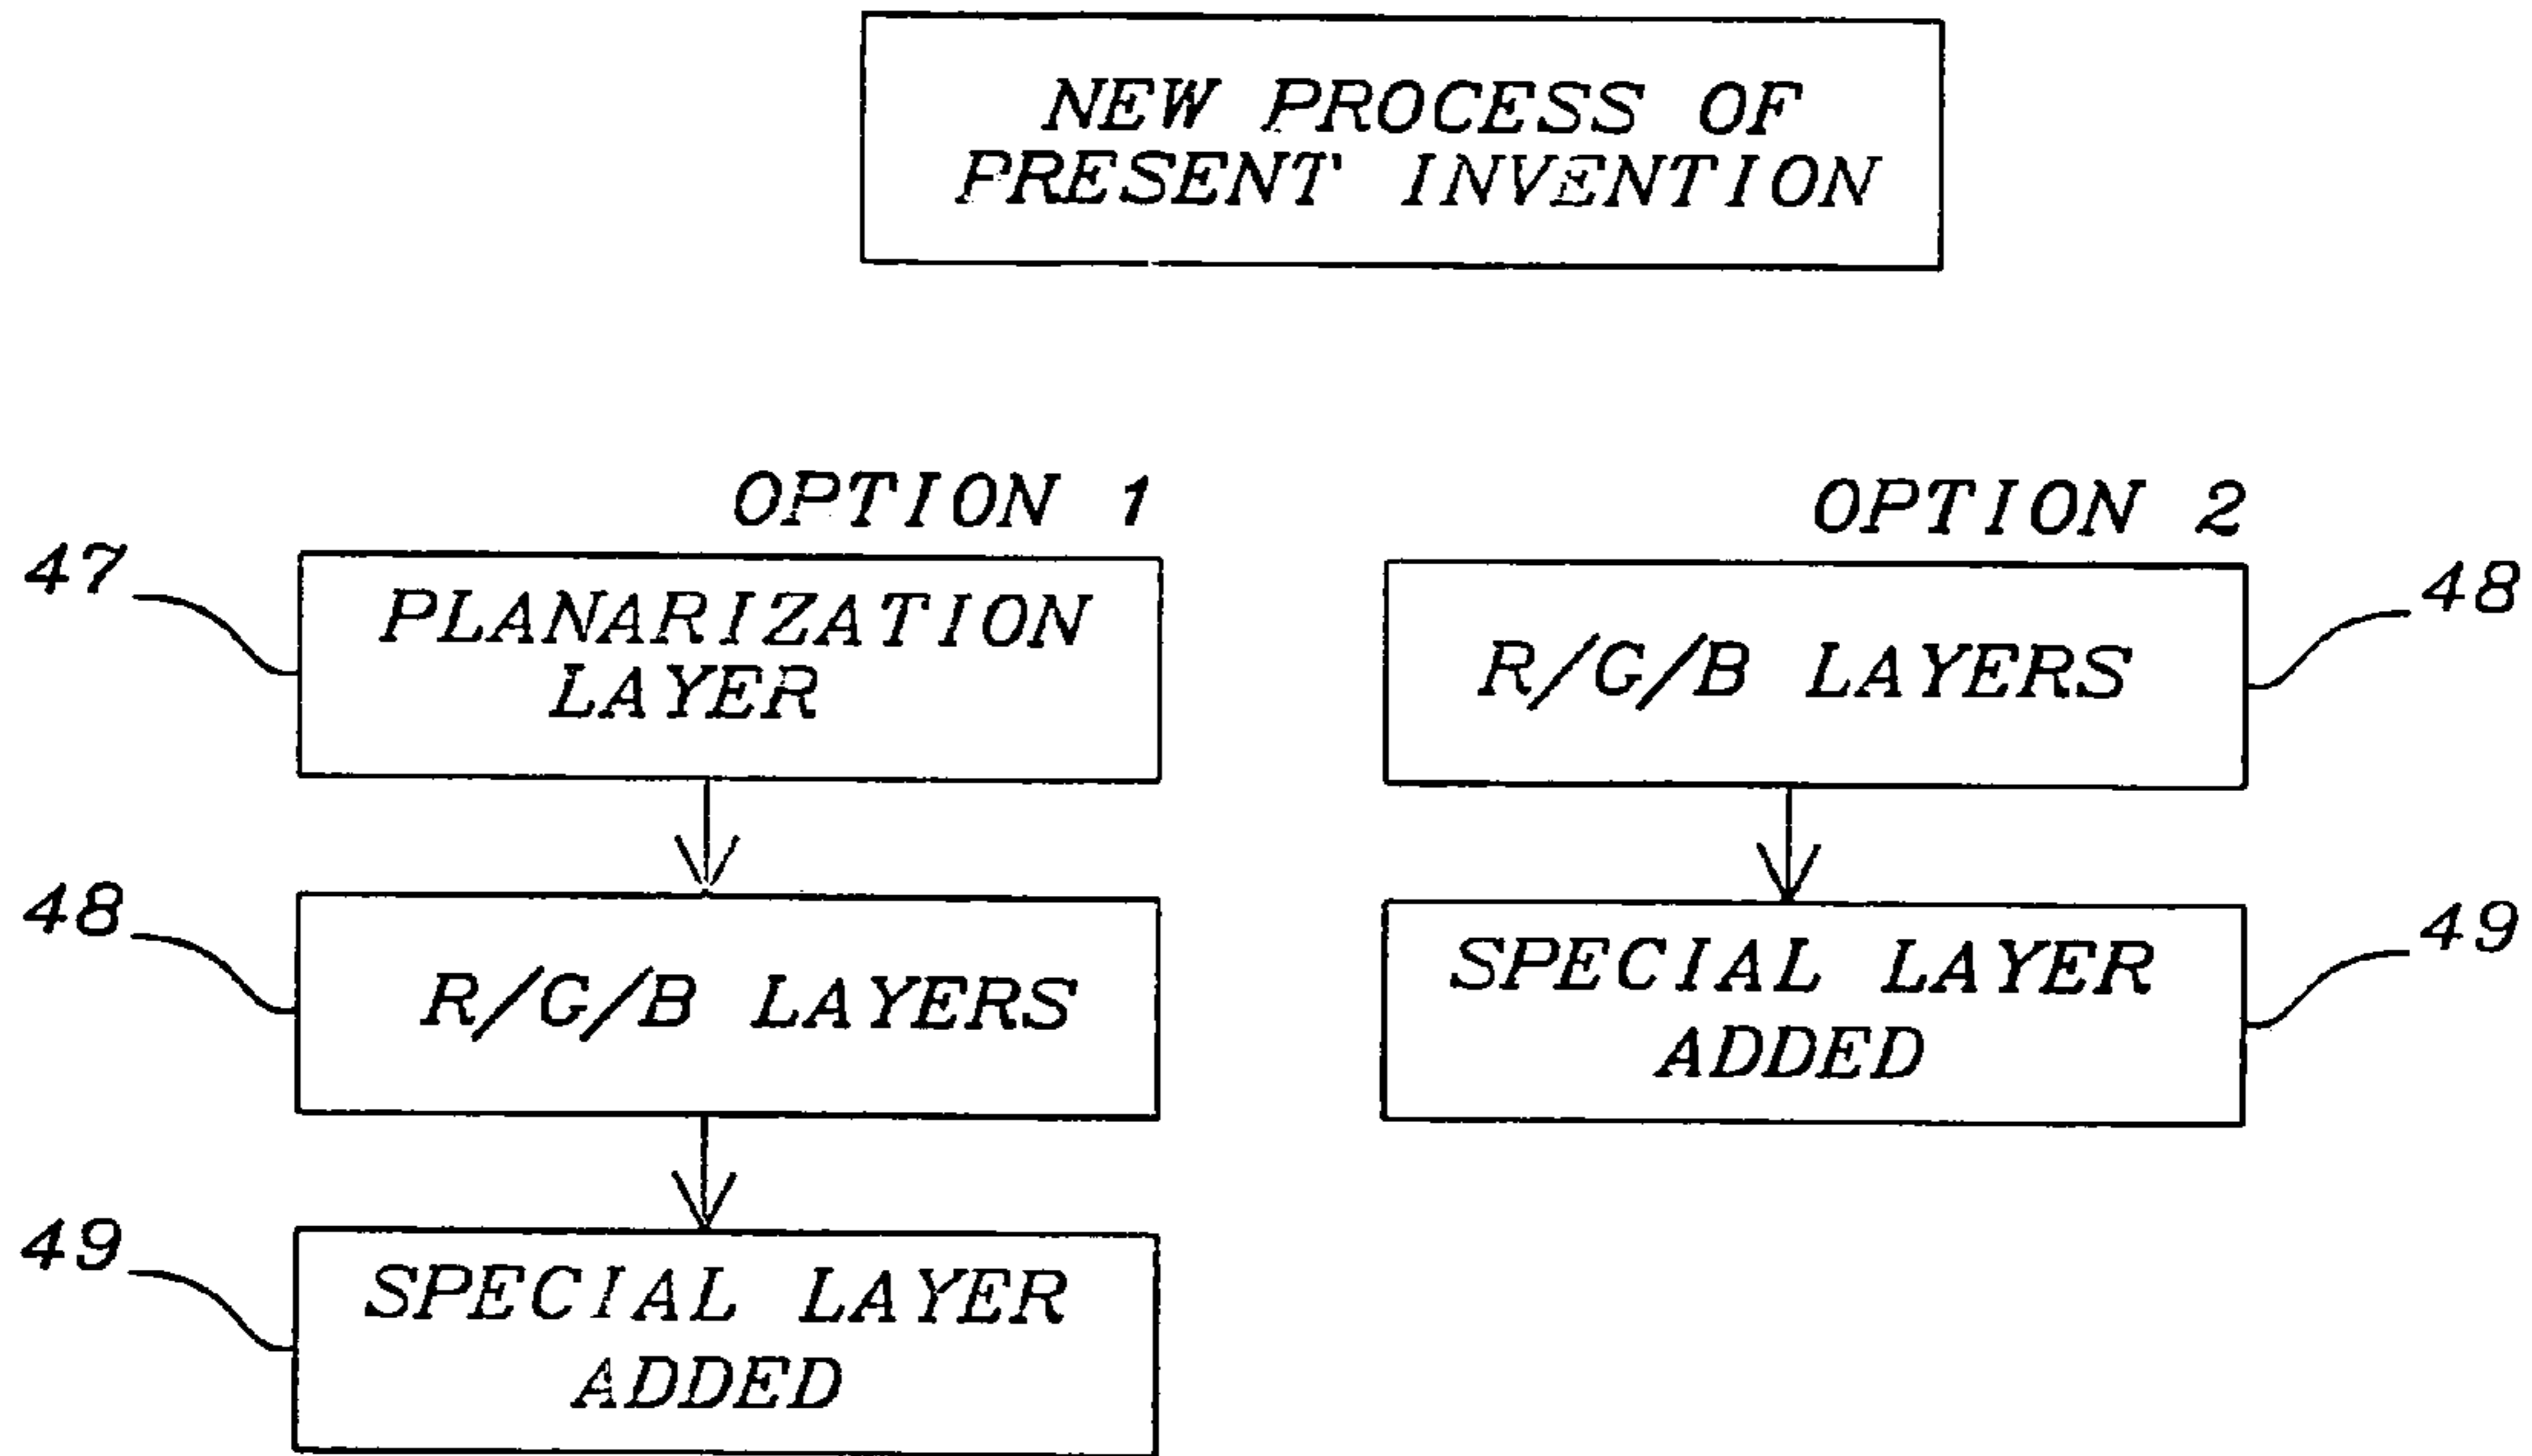 NEW PROCESS OF
PRESENT INVENTION
OPTION 1
47
PLANARIZATION
LAYER
48
R/G/B LAYERS
49
SPECIAL LAYER
ADDED
OPTION 2
R/G/B LAYERS
48
SPECIAL LAYER
ADDED
49